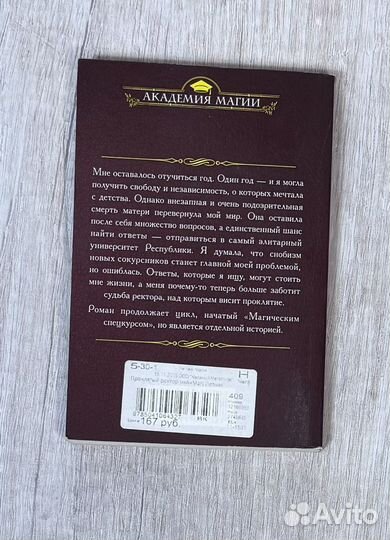 АКАДЕМИЯ МАГИИ
Мне оставалось отучиться год. Один год — и я могла
получить свободу и независимость, о которых мечтала
с детства. Однако внезапная и очень подозрительная
смерть матери перевернула мой мир. Она оставила
после себя множество вопросов, а единственный шанс
найти ответы — отправиться в самый элитарный
университет Республики. Я думала, что снобизм
новых сокурсников станет главной моей проблемой,
но ошиблась. Ответы, которые я ищу, могут стоить
мне жизни, а меня почему-то теперь больше заботит
судьба ректора, над которым висит проклятие.
Роман продолжает цикл, начатый «Магическим
спецкурсом», но является отдельной историей.
5-30-1
Н
409
167 руб.
Avito